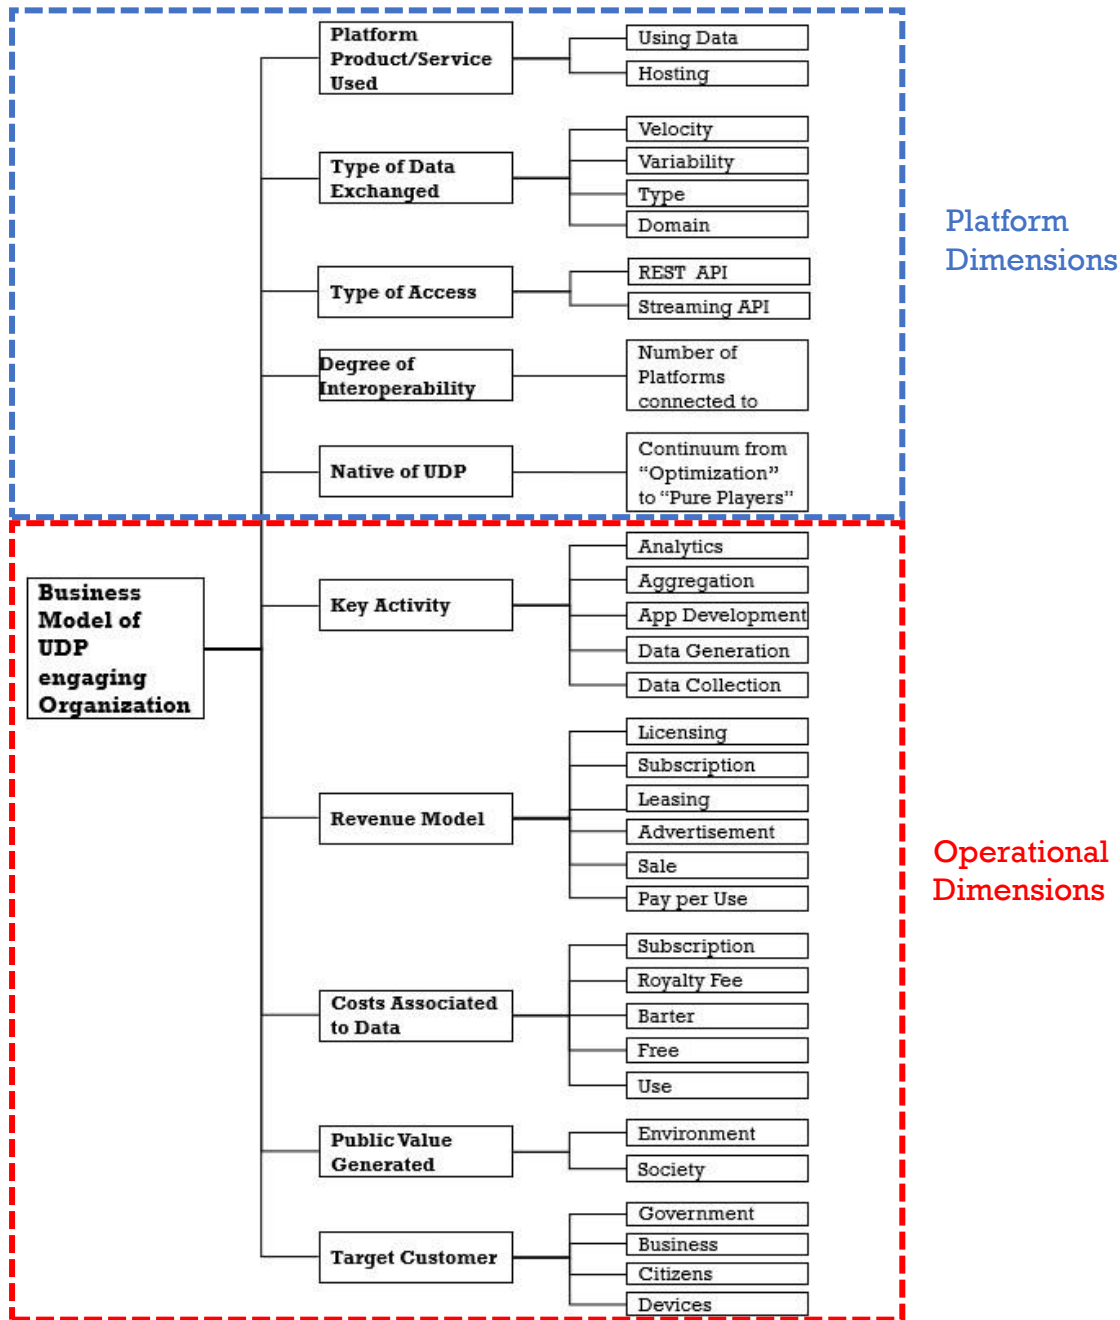 Platform
Product/Service
Used
Using Data
Hosting
Type of Data
Exchanged
Velocity
Variability
Type
Domain
Type of Access
REST API
Streaming API
Degree of
Interoperability
Number of
Platforms
connected to
Native of UDP
Continuum from
“Optimization”
to “Pure Players”
Platform
Dimensions
Business
Model of
UDP
engaging
Organization
Key Activity
Analytics
Aggregation
App Development
Data Generation
Data Collection
Revenue Model
Licensing
Subscription
Leasing
Advertisement
Sale
Pay per Use
Costs Associated
to Data
Subscription
Royalty Fee
Barter
Free
Use
Public Value
Generated
Environment
Society
Target Customer
Government
Business
Citizens
Devices
Operational
Dimensions